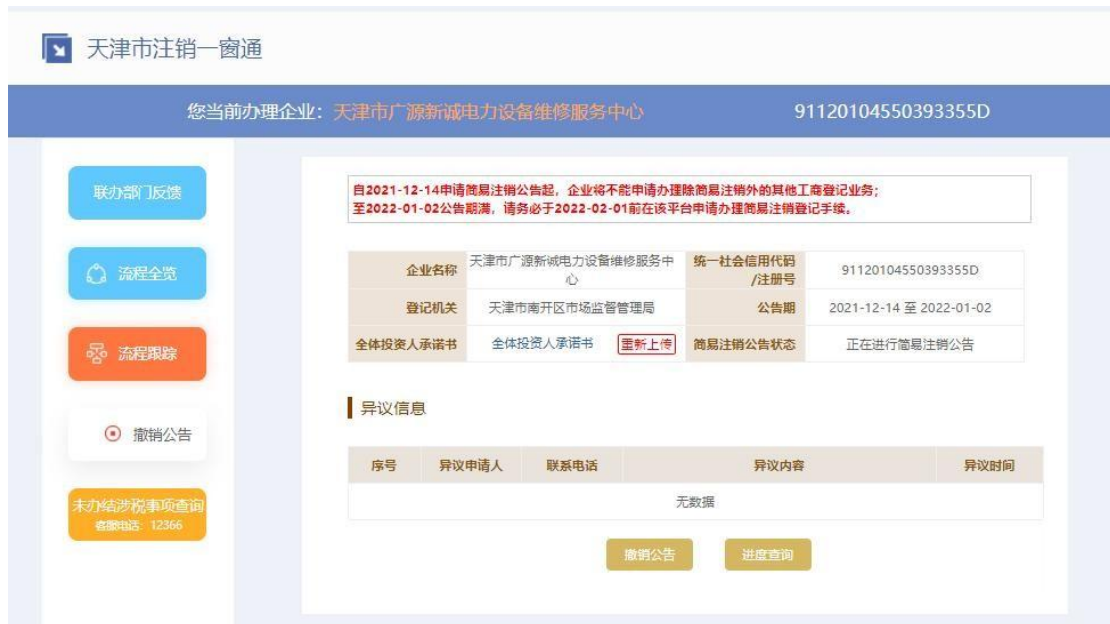 天津市注销一窗通
您当前办理企业：天津市广源新诚电力设备维修服务中心 91120104550393355D
联办部门反馈
流程全览
流程跟踪
撤销公告
未办结涉税事项查询
客服电话：12366
自2021-12-14申请简易注销公告起，企业将不能申请办理除简易注销外的其他工商登记业务；
至2022-01-02公告期满，请务必于2022-02-01前在该平台申请办理简易注销登记手续。
企业名称 天津市广源新诚电力设备维修服务中
心
统一社会信用代码
/注册号
91120104550393355D
登记机关 天津市南开区市场监督管理局 公告期 2021-12-14 至 2022-01-02
全体投资人承诺书 全体投资人承诺书 重新上传 简易注销公告状态 正在进行简易注销公告
异议信息
序号 异议申请人 联系电话 异议内容 异议时间
无数据
撤销公告 进度查询